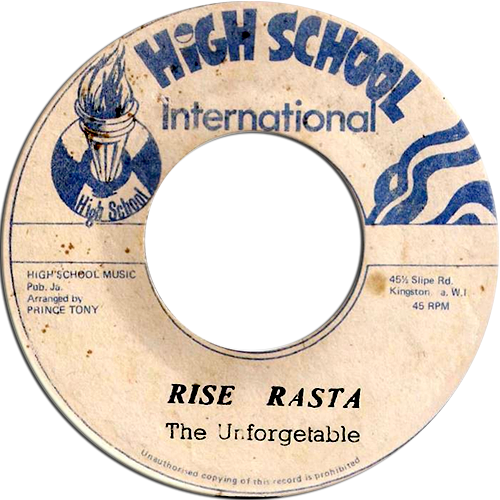 HIGH SCHOOL
International
High School
HIGH SCHOOL MUSIC
Pub. Ja.
Arranged by
PRINCE TONY
45½ Slipe Rd.
Kingston a. W.I
45 RPM
RISE RASTA
The Unforgetable
Unauthorised copying of this record is prohibited